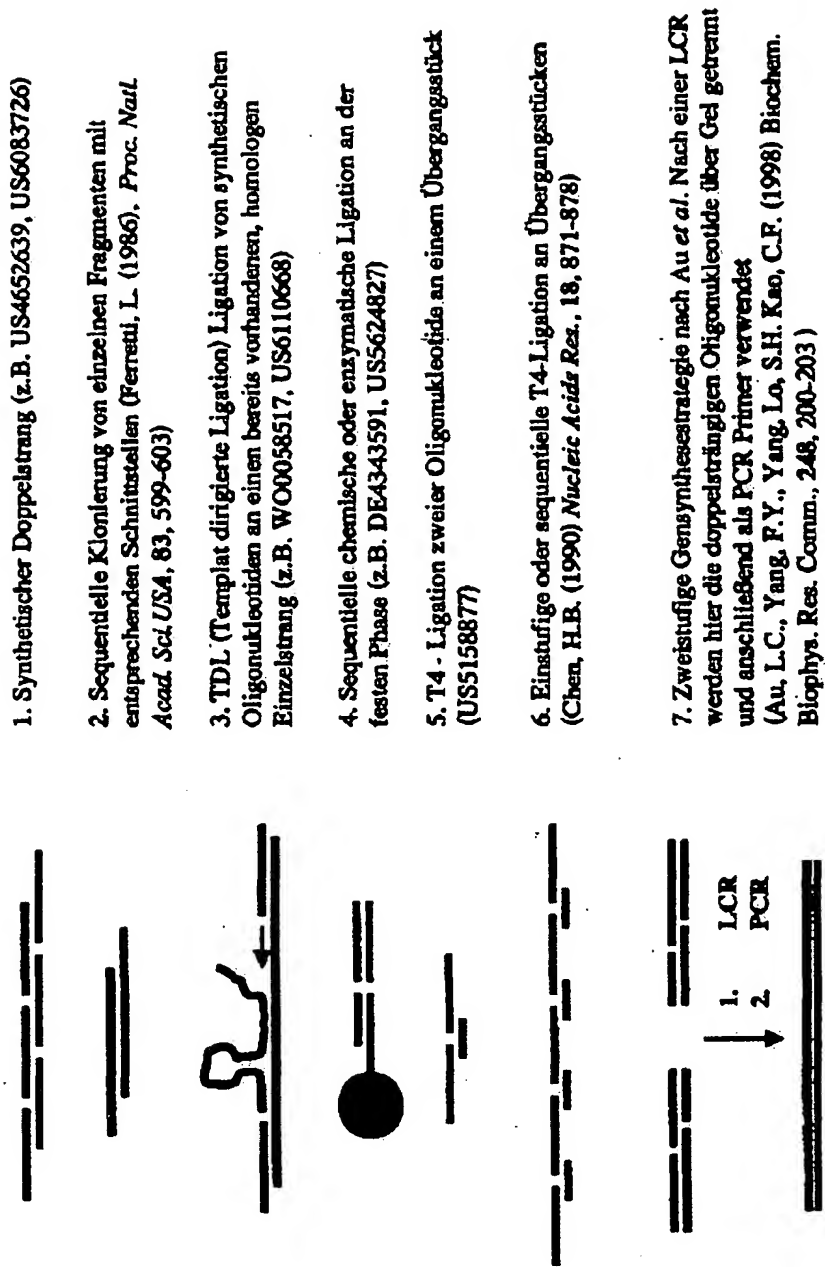 1. Synthetischer Doppelstrang (z.B. US4652639, US6083726)
2. Sequentielle Klonierung von einzelnen Fragmenten mit
entsprechenden Schnittstellen (Ferretti, L. (1986), Proc. Natl.
Acad. Sci USA, 83, 599-603)
3. TDL (Templat dirigierte Ligation) Ligation von synthetischen
Oligonukleotiden an einen bereits vorhandenen, homologen
Einzelstrang (z.B. WO0058517, US6110668)
4. Sequentielle chemische oder enzymatische Ligation an der
festen Phase (z.B. DE4343591, US5624827)
5. T4 - Ligation zweier Oligonukleotide an einem Übergangsstück
(US5158877)
6. Einstufige oder sequentielle T4-Ligation an Übergangsstücken
(Chen, H.B. (1990) Nucleic Acids Res., 18, 871-878)
7. Zweistufige Gensynthesestrategie nach Au et al. Nach einer LCR
werden hier die doppelsträngigen Oligonukleotide über Gel getrennt
und anschließend als PCR Primer verwendet
(Au, L.C., Yang, F.Y., Yang, Lo, S.H. Kao, C.F. (1998) Biochem.
Biophys. Res. Comm., 248, 200-203 )
1. LCR
2. PCR